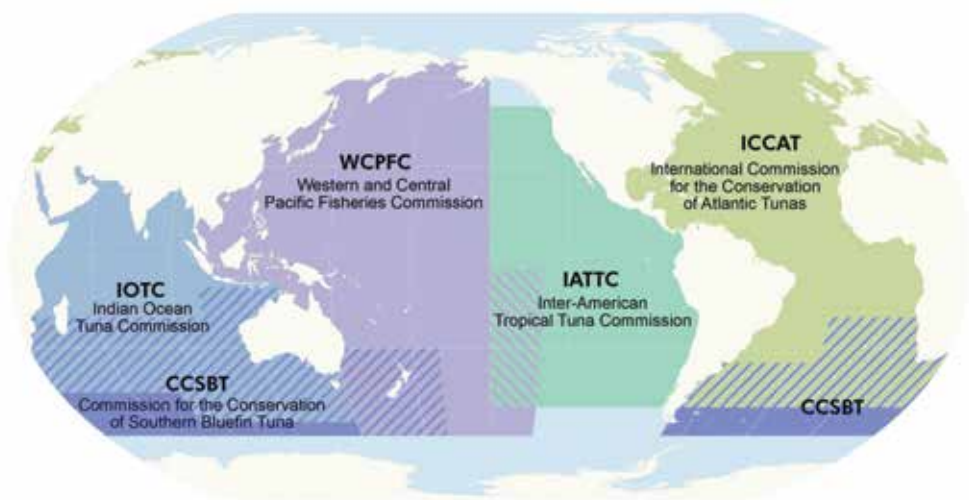 WCPFC
Western and Central
Pacific Fisheries Commission
ICCAT
International Commission
for the Conservation
of Atlantic Tunas
IOTC
Indian Ocean
Tuna Commission
IATTC
Inter-American
Tropical Tuna Commission
CCSBT
Commission for the Conservation
of Southern Bluefin Tuna
CCSBT